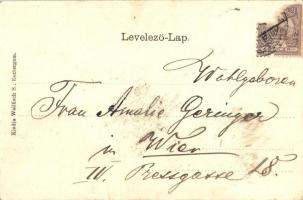 Levelező-Lap.
Wohlgeboren
Frau Amalie Geringer
in Wien
IV. Pressgasse 18.
Kiadja Wallfisch S., Esztergom.